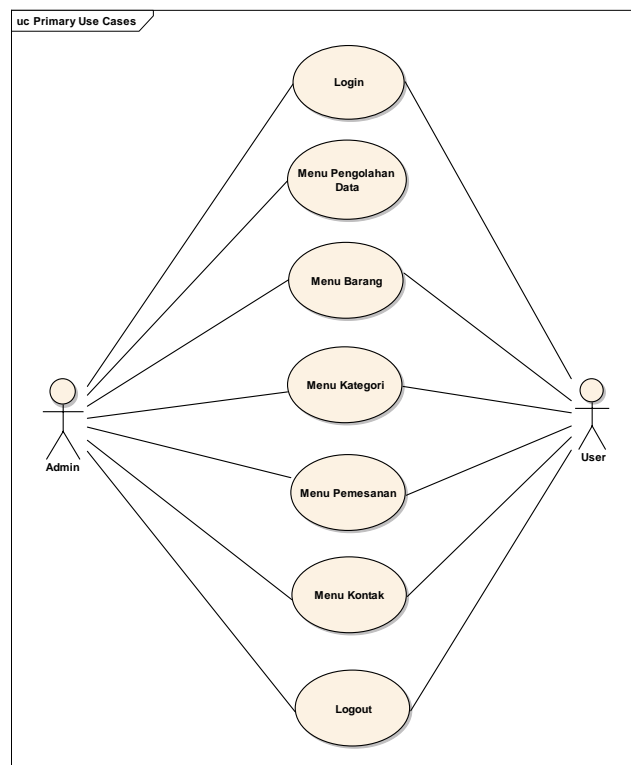 uc Primary Use Cases
Login
Menu Pengolahan
Data
Menu Barang
Menu Kategori
Admin
User
Menu Pemesanan
Menu Kontak
Logout